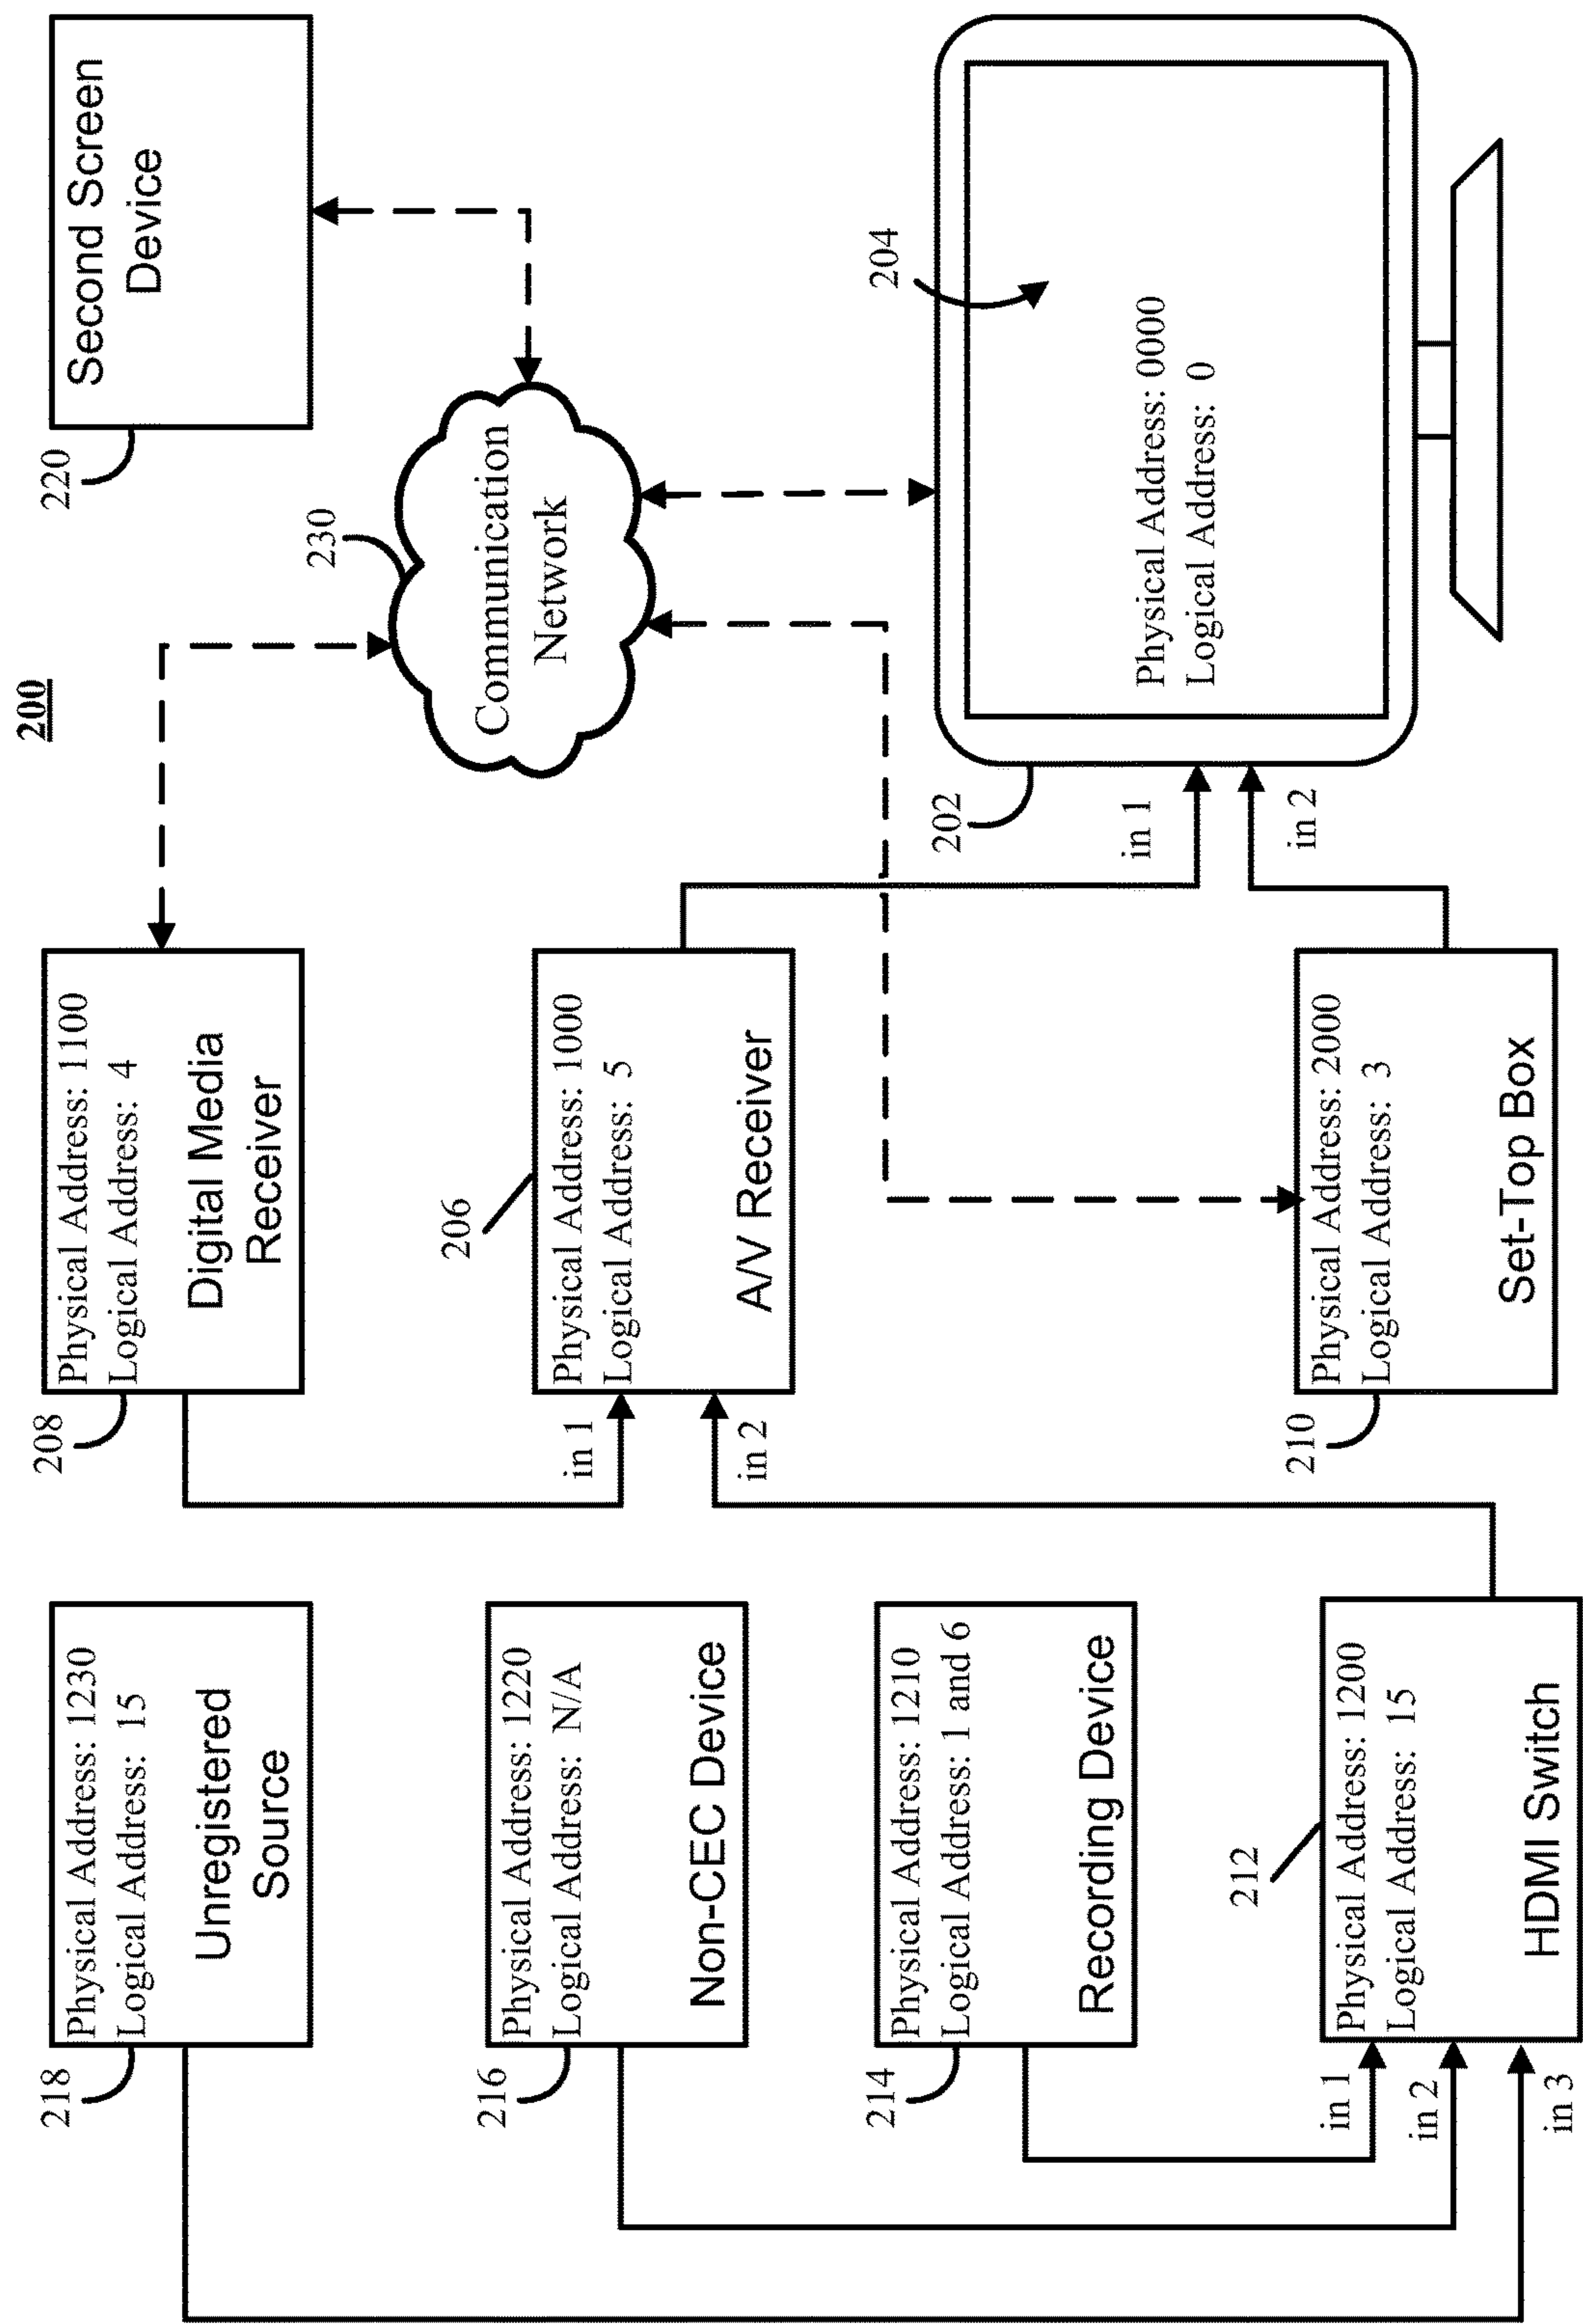 200
218
Physical Address: 1230
Logical Address: 15
Unregistered
Source
208
Physical Address: 1100
Logical Address: 4
Digital Media
Receiver
220
Second Screen
Device
230
Communication
Network
216
Physical Address: 1220
Logical Address: N/A
Non-CEC Device
206
Physical Address: 1000
Logical Address: 5
A/V Receiver
in 1
in 2
214
Physical Address: 1210
Logical Address: 1 and 6
Recording Device
202
204
Physical Address: 0000
Logical Address: 0
in 1
in 2
212
Physical Address: 1200
Logical Address: 15
HDMI Switch
in 1
in 2
in 3
210
Physical Address: 2000
Logical Address: 3
Set-Top Box